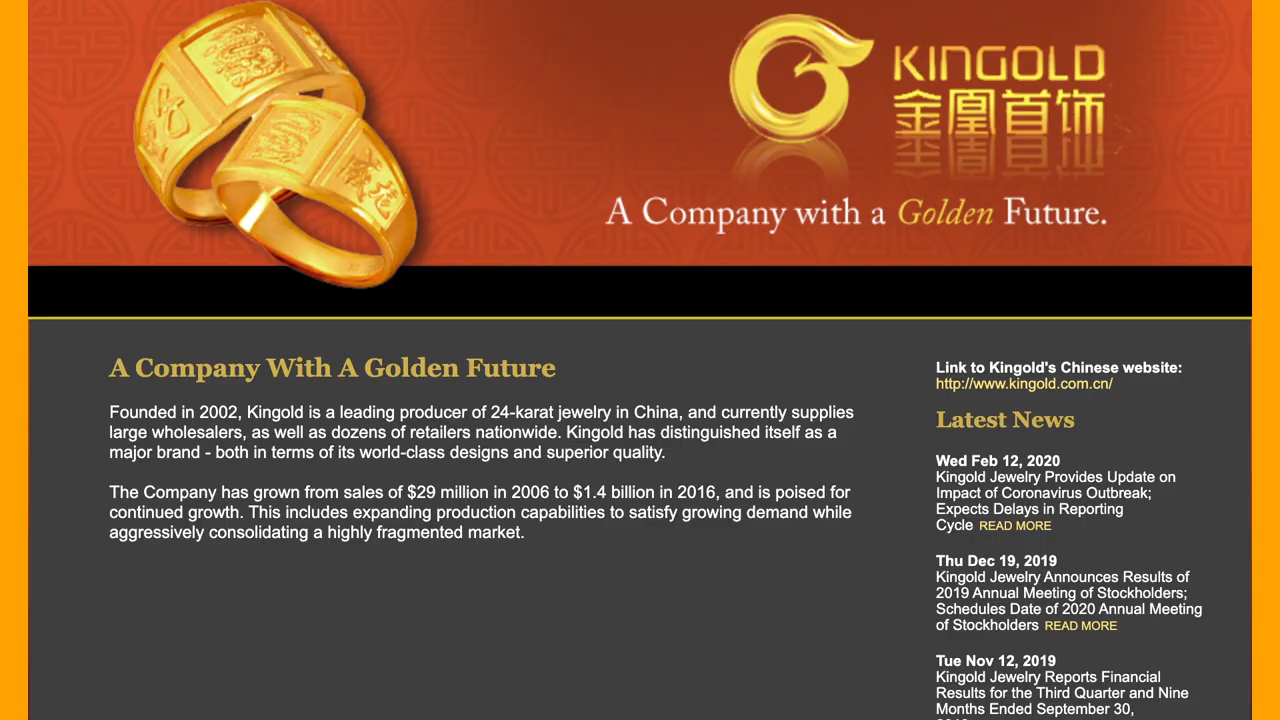 KINGOLD
金凰首饰
A Company with a Golden Future.
A Company With A Golden Future
Founded in 2002, Kingold is a leading producer of 24-karat jewelry in China, and currently supplies
large wholesalers, as well as dozens of retailers nationwide. Kingold has distinguished itself as a
major brand - both in terms of its world-class designs and superior quality.
The Company has grown from sales of $29 million in 2006 to $1.4 billion in 2016, and is poised for
continued growth. This includes expanding production capabilities to satisfy growing demand while
aggressively consolidating a highly fragmented market.
Link to Kingold's Chinese website:
http://www.kingold.com.cn/
Latest News
Wed Feb 12, 2020
Kingold Jewelry Provides Update on
Impact of Coronavirus Outbreak;
Expects Delays in Reporting
Cycle READ MORE
Thu Dec 19, 2019
Kingold Jewelry Announces Results of
2019 Annual Meeting of Stockholders;
Schedules Date of 2020 Annual Meeting
of Stockholders READ MORE
Tue Nov 12, 2019
Kingold Jewelry Reports Financial
Results for the Third Quarter and Nine
Months Ended September 30,